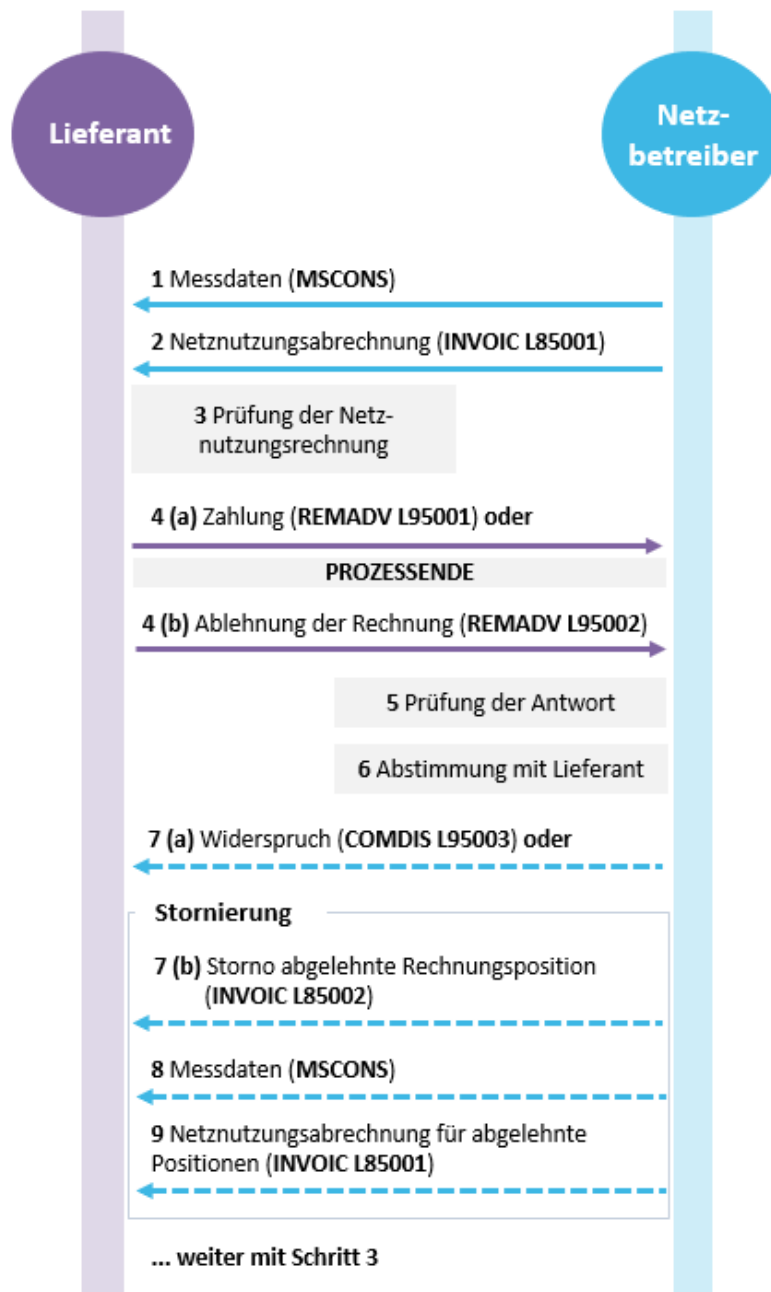 Lieferant
Netz-
betreiber
1 Messdaten (MSCONS)
2 Netznutzungsabrechnung (INVOIC L85001)
3 Prüfung der Netz-
nutzungsrechnung
4 (a) Zahlung (REMADV L95001) oder
PROZESSENDE
4 (b) Ablehnung der Rechnung (REMADV L95002)
5 Prüfung der Antwort
6 Abstimmung mit Lieferant
7 (a) Widerspruch (COMDIS L95003) oder
Stornierung
7 (b) Storno abgelehnte Rechnungsposition
(INVOIC L85002)
8 Messdaten (MSCONS)
9 Netznutzungsabrechnung für abgelehnte
Positionen (INVOIC L85001)
... weiter mit Schritt 3